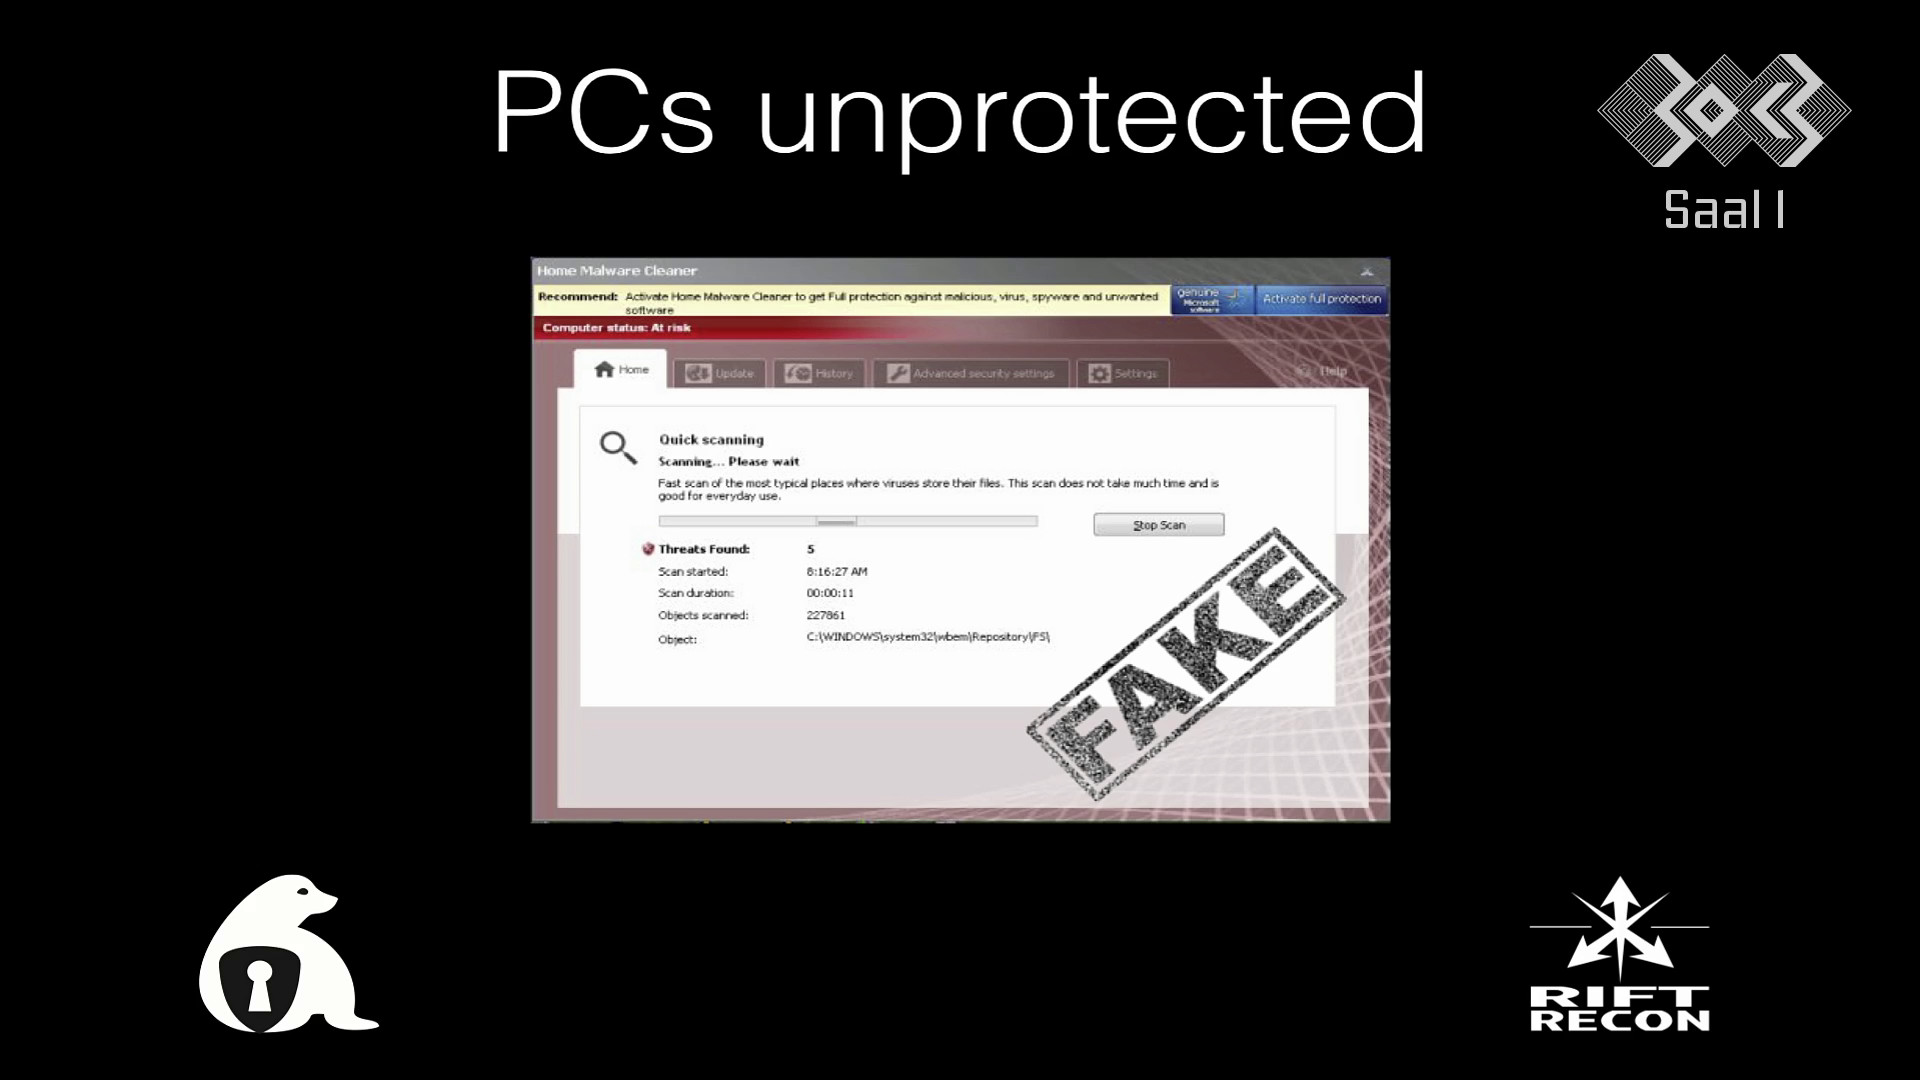 PCs unprotected
30C3
Saal 1
Home Malware Cleaner
Recommend: Activate Home Malware Cleaner to get Full protection against malicious, virus, spyware and unwanted
software
genuine
Microsoft
software
Activate full protection
Computer status: At risk
Home
Update
History
Advanced security settings
Settings
Help
Quick scanning
Scanning... Please wait
Fast scan of the most typical places where viruses store their files. This scan does not take much time and is
good for everyday use.
Stop Scan
Threats Found: 5
Scan started: 8:16:27 AM
Scan duration: 00:00:11
Objects scanned: 227861
Object: C:\WINDOWS\system32\wbem\Repository\FS\
FAKE
RIFT
RECON